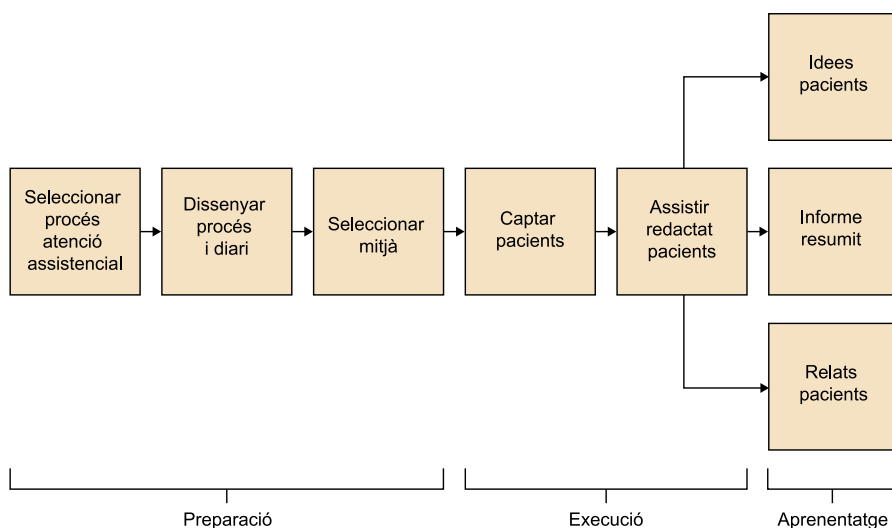 Idees
pacients
Seleccionar
procés
atenció
assistencial
Dissenyar
procés
i diari
Seleccionar
mitjà
Captar
pacients
Assistir
redactat
pacients
Informe
resumit
Relats
pacients
Preparació
Execució
Aprenentatge